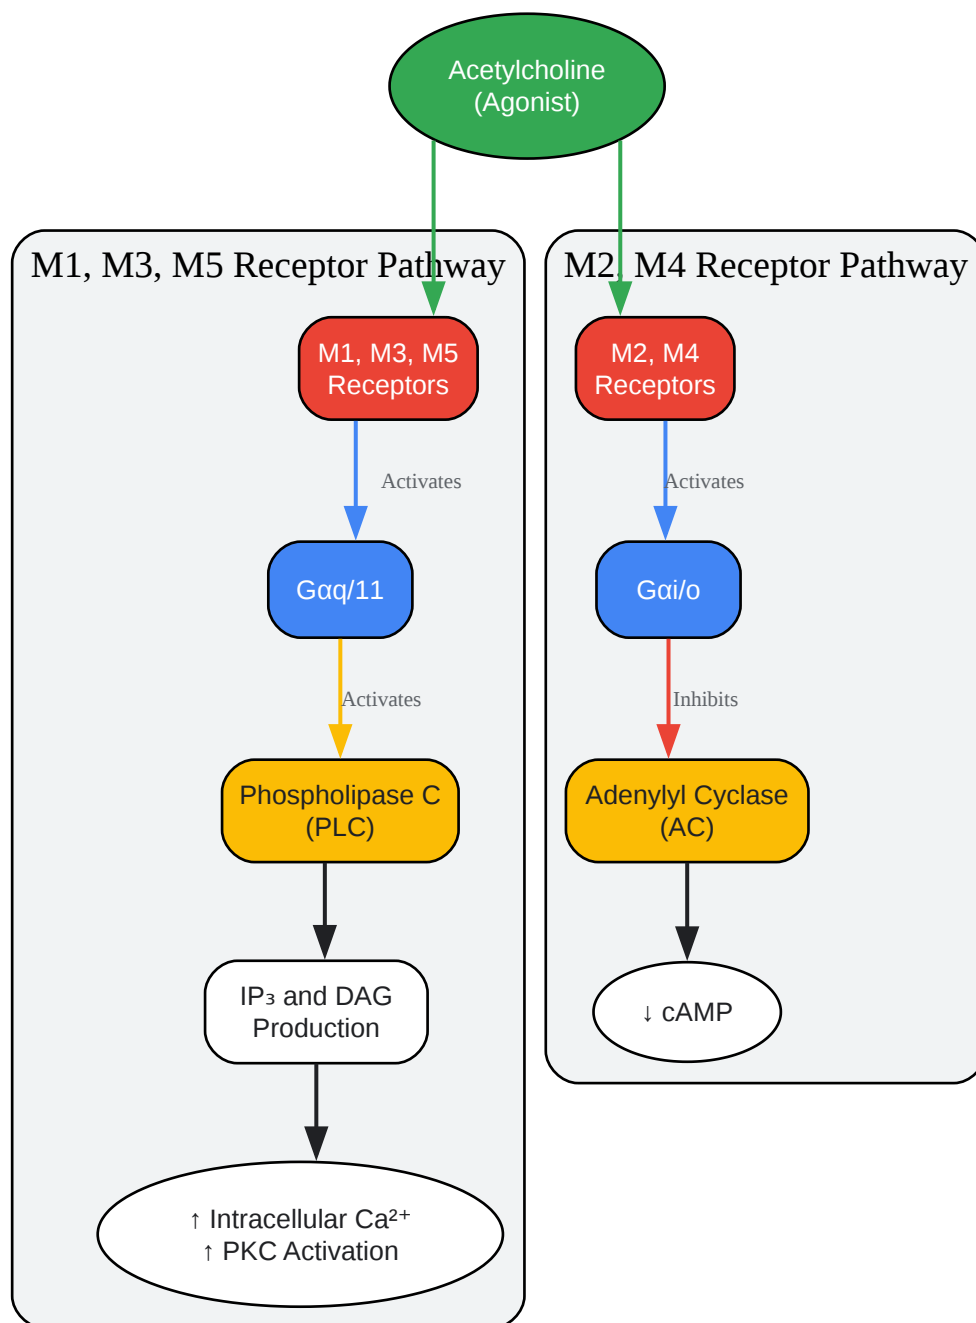 Acetylcholine
(Agonist)
M1, M3, M5 Receptor Pathway
M1, M3, M5
Receptors
Activates
Gαq/11
Activates
Phospholipase C
(PLC)
IP₃ and DAG
Production
↑ Intracellular Ca²⁺
↑ PKC Activation
M2, M4 Receptor Pathway
M2, M4
Receptors
Activates
Gαi/o
Inhibits
Adenylyl Cyclase
(AC)
↓ cAMP